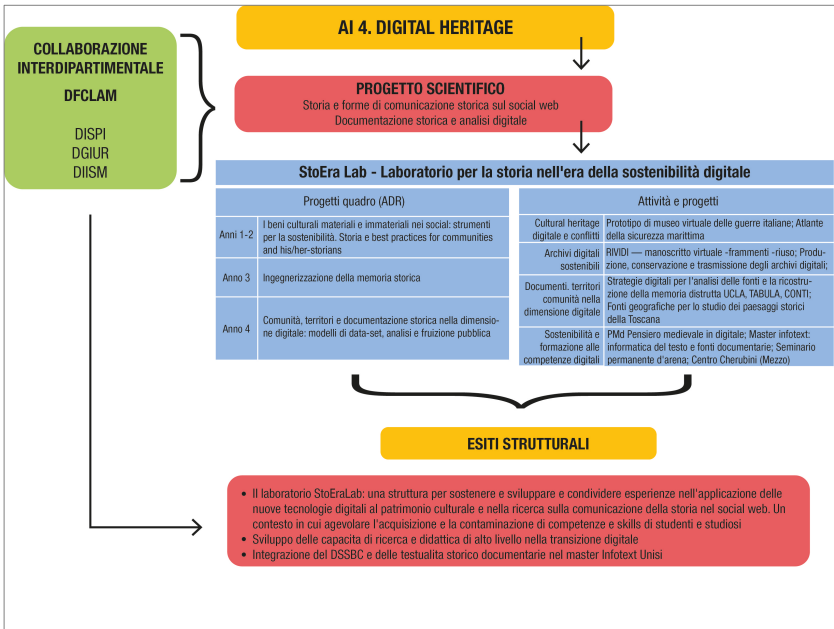 AI 4. DIGITAL HERITAGE
COLLABORAZIONE
INTERDIPARTIMENTALE
DFCLAM
DISPI
DGIUR
DIISM
PROGETTO SCIENTIFICO
Storia e forme di comunicazione storica sul social web
Documentazione storica e analisi digitale
StoEra Lab - Laboratorio per la storia nell'era della sostenibilità digitale
Progetti quadro (ADR)
Anni 1-2
I beni culturali materiali e immateriali nei social: strumenti
per la sostenibilità. Storia e best practices for communities
and his/her-storians
Anno 3
Ingegnerizzazione della memoria storica
Anno 4
Comunità, territori e documentazione storica nella dimensio-
ne digitale: modelli di data-set, analisi e fruizione pubblica
Attività e progetti
Cultural heritage
digitale e conflitti
Prototipo di museo virtuale delle guerre italiane; Atlante
della sicurezza marittima
Archivi digitali
sostenibili
RIVIDI — manoscritto virtuale -frammenti -riuso; Produ-
zione, conservazione e trasmissione degli archivi digitali;
Documenti. territori
comunità nella
dimensione digitale
Strategie digitali per l'analisi delle fonti e la ricostru-
zione della memoria distrutta UCLA, TABULA, CONTI;
Fonti geografiche per lo studio dei paesaggi storici
della Toscana
Sostenibilità e
formazione alle
competenze digitali
PMd Pensiero medievale in digitale; Master infotext:
informatica del testo e fonti documentarie; Seminario
permanente d'arena; Centro Cherubini (Mezzo)
ESITI STRUTTURALI
• Il laboratorio StoEraLab: una struttura per sostenere e sviluppare e condividere esperienze nell'applicazione delle
nuove tecnologie digitali al patrimonio culturale e nella ricerca sulla comunicazione della storia nel social web. Un
contesto in cui agevolare l'acquisizione e la contaminazione di competenze e skills di studenti e studiosi
• Sviluppo delle capacita di ricerca e didattica di alto livello nella transizione digitale
• Integrazione del DSSBC e delle testualita storico documentarie nel master Infotext Unisi